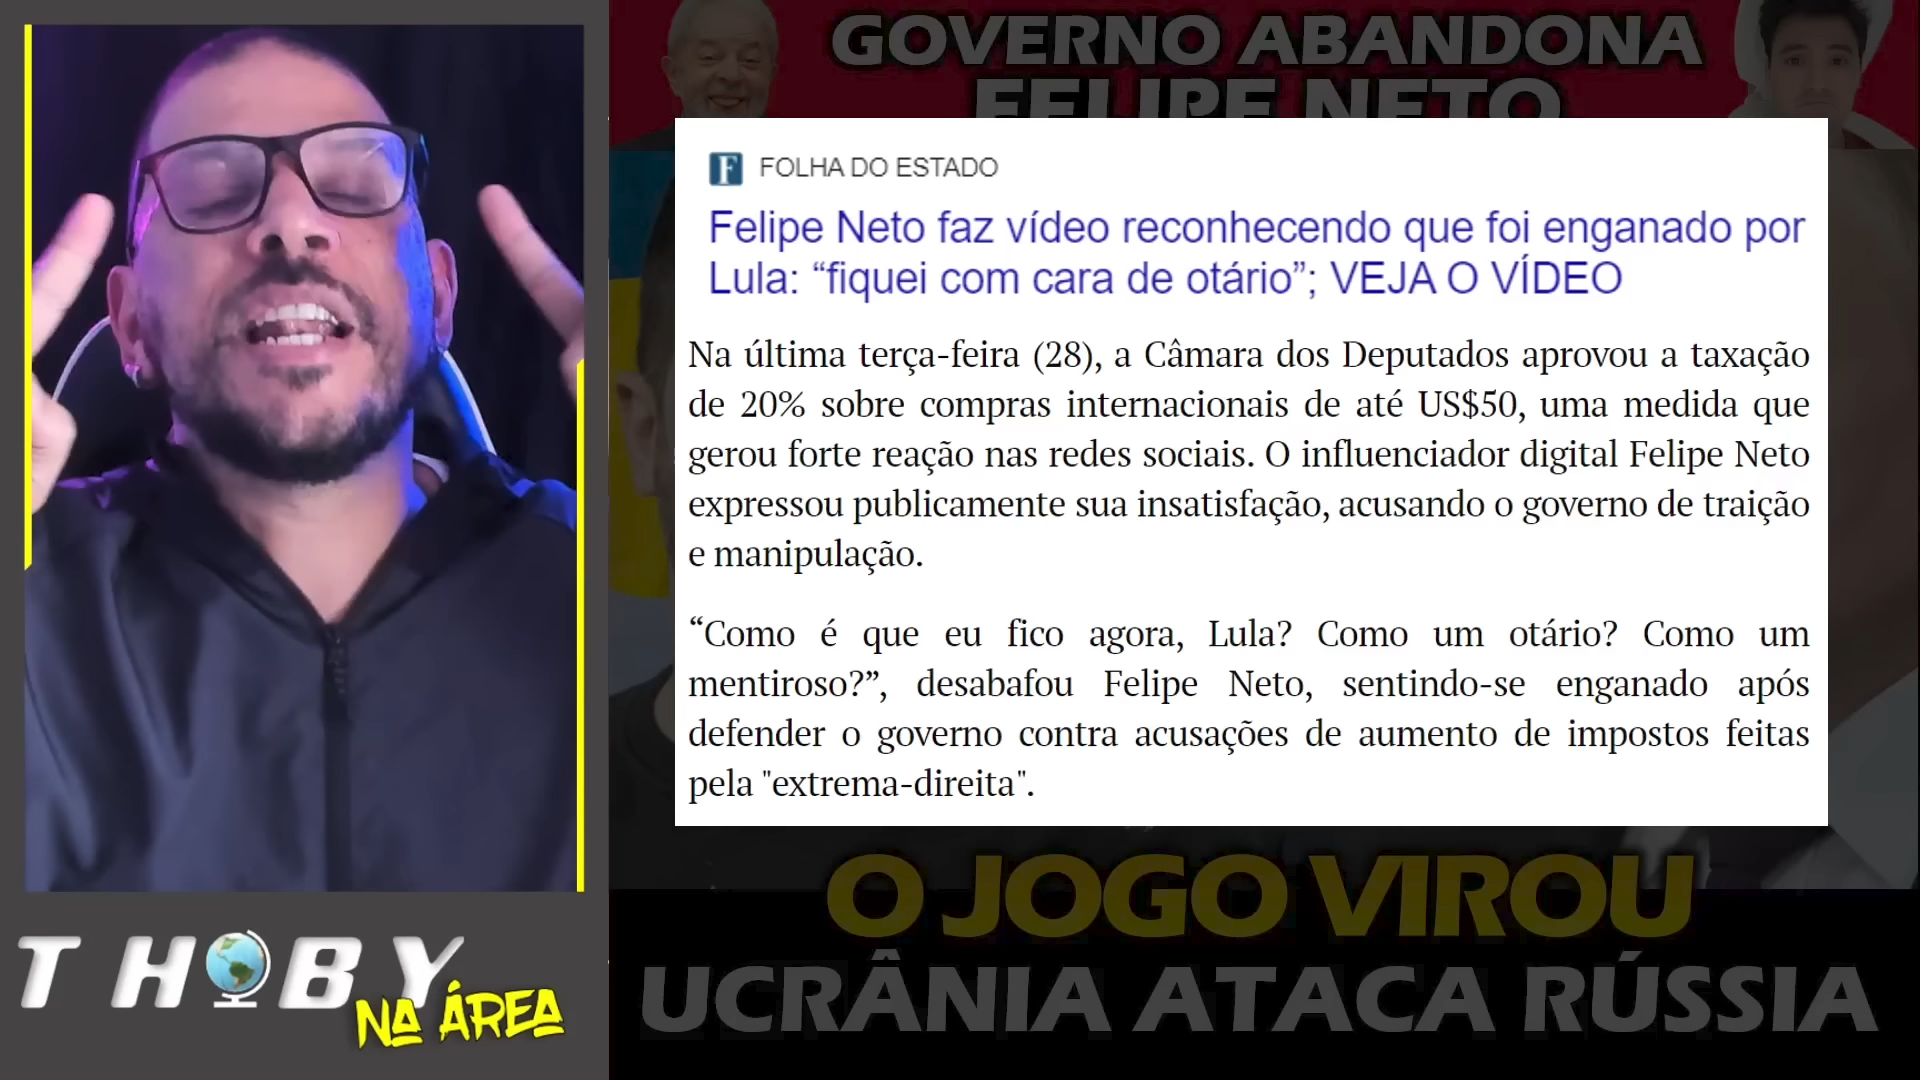 GOVERNO ABANDONA
FELIPE NETO
F FOLHA DO ESTADO
Felipe Neto faz vídeo reconhecendo que foi enganado por
Lula: “fiquei com cara de otário”; VEJA O VÍDEO
Na última terça-feira (28), a Câmara dos Deputados aprovou a taxação
de 20% sobre compras internacionais de até US$50, uma medida que
gerou forte reação nas redes sociais. O influenciador digital Felipe Neto
expressou publicamente sua insatisfação, acusando o governo de traição
e manipulação.
“Como é que eu fico agora, Lula? Como um otário? Como um
mentiroso?”, desabafou Felipe Neto, sentindo-se enganado após
defender o governo contra acusações de aumento de impostos feitas
pela "extrema-direita".
O JOGO VIROU
UCRÂNIA ATACA RÚSSIA
THOBY
NA ÁREA